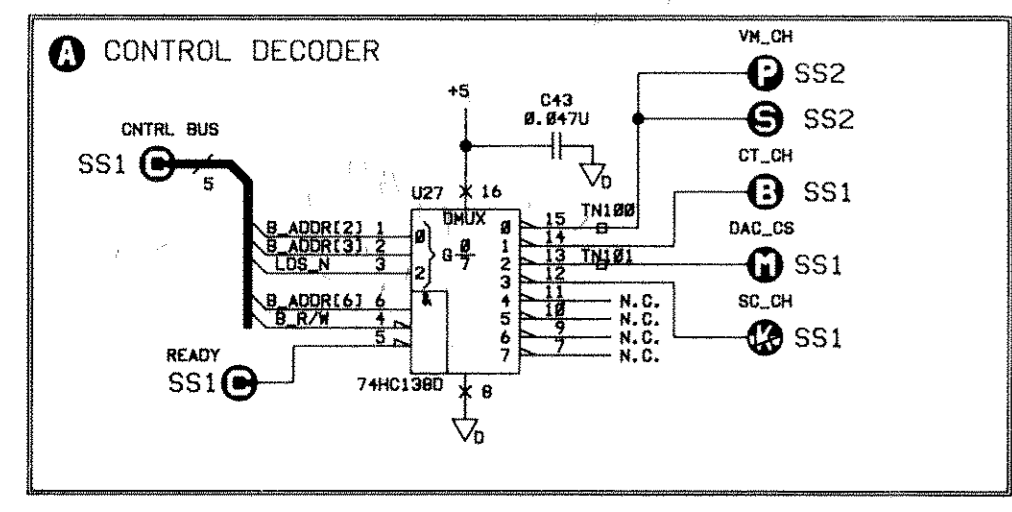 A CONTROL DECODER
VM_CH
P SS2
S SS2
+5
C43
0.047U
D
CNTRL BUS
SS1 C
5
CT_CH
B SS1
U27 16
DMUX
B_ADDR[2] 1 0
B_ADDR[3] 2
LDS_N 3 2
G 0/7
B_ADDR[6] 6 &
B_R/W 4
5
0 15 TN100
1 14
2 13 TN101
3 12
4 11 N.C.
5 10 N.C.
6 9 N.C.
7 7 N.C.
DAC_CS
M SS1
SC_CH
K SS1
READY
SS1 C
74HC138D 8
D